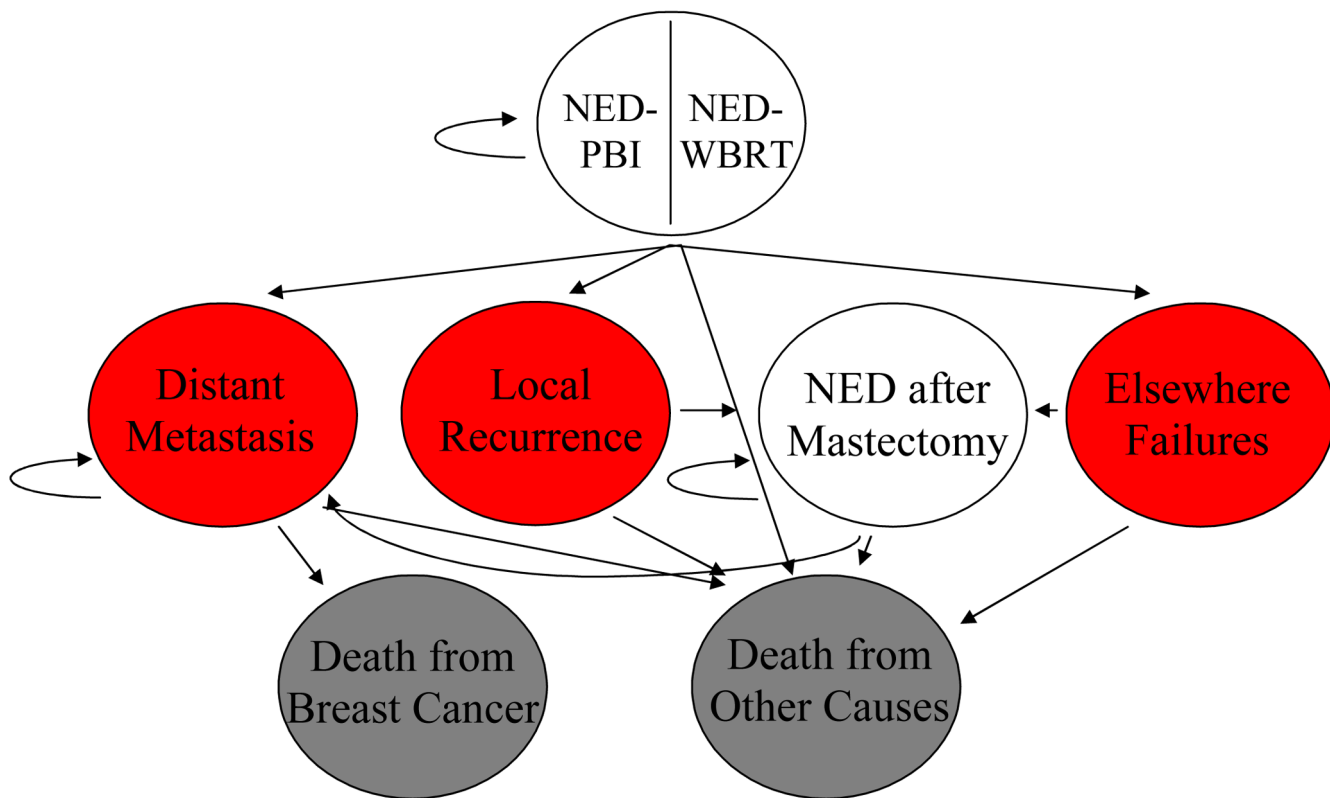 NED-
PBI
NED-
WBRT
Distant
Metastasis
Local
Recurrence
NED after
Mastectomy
Elsewhere
Failures
Death from
Breast Cancer
Death from
Other Causes